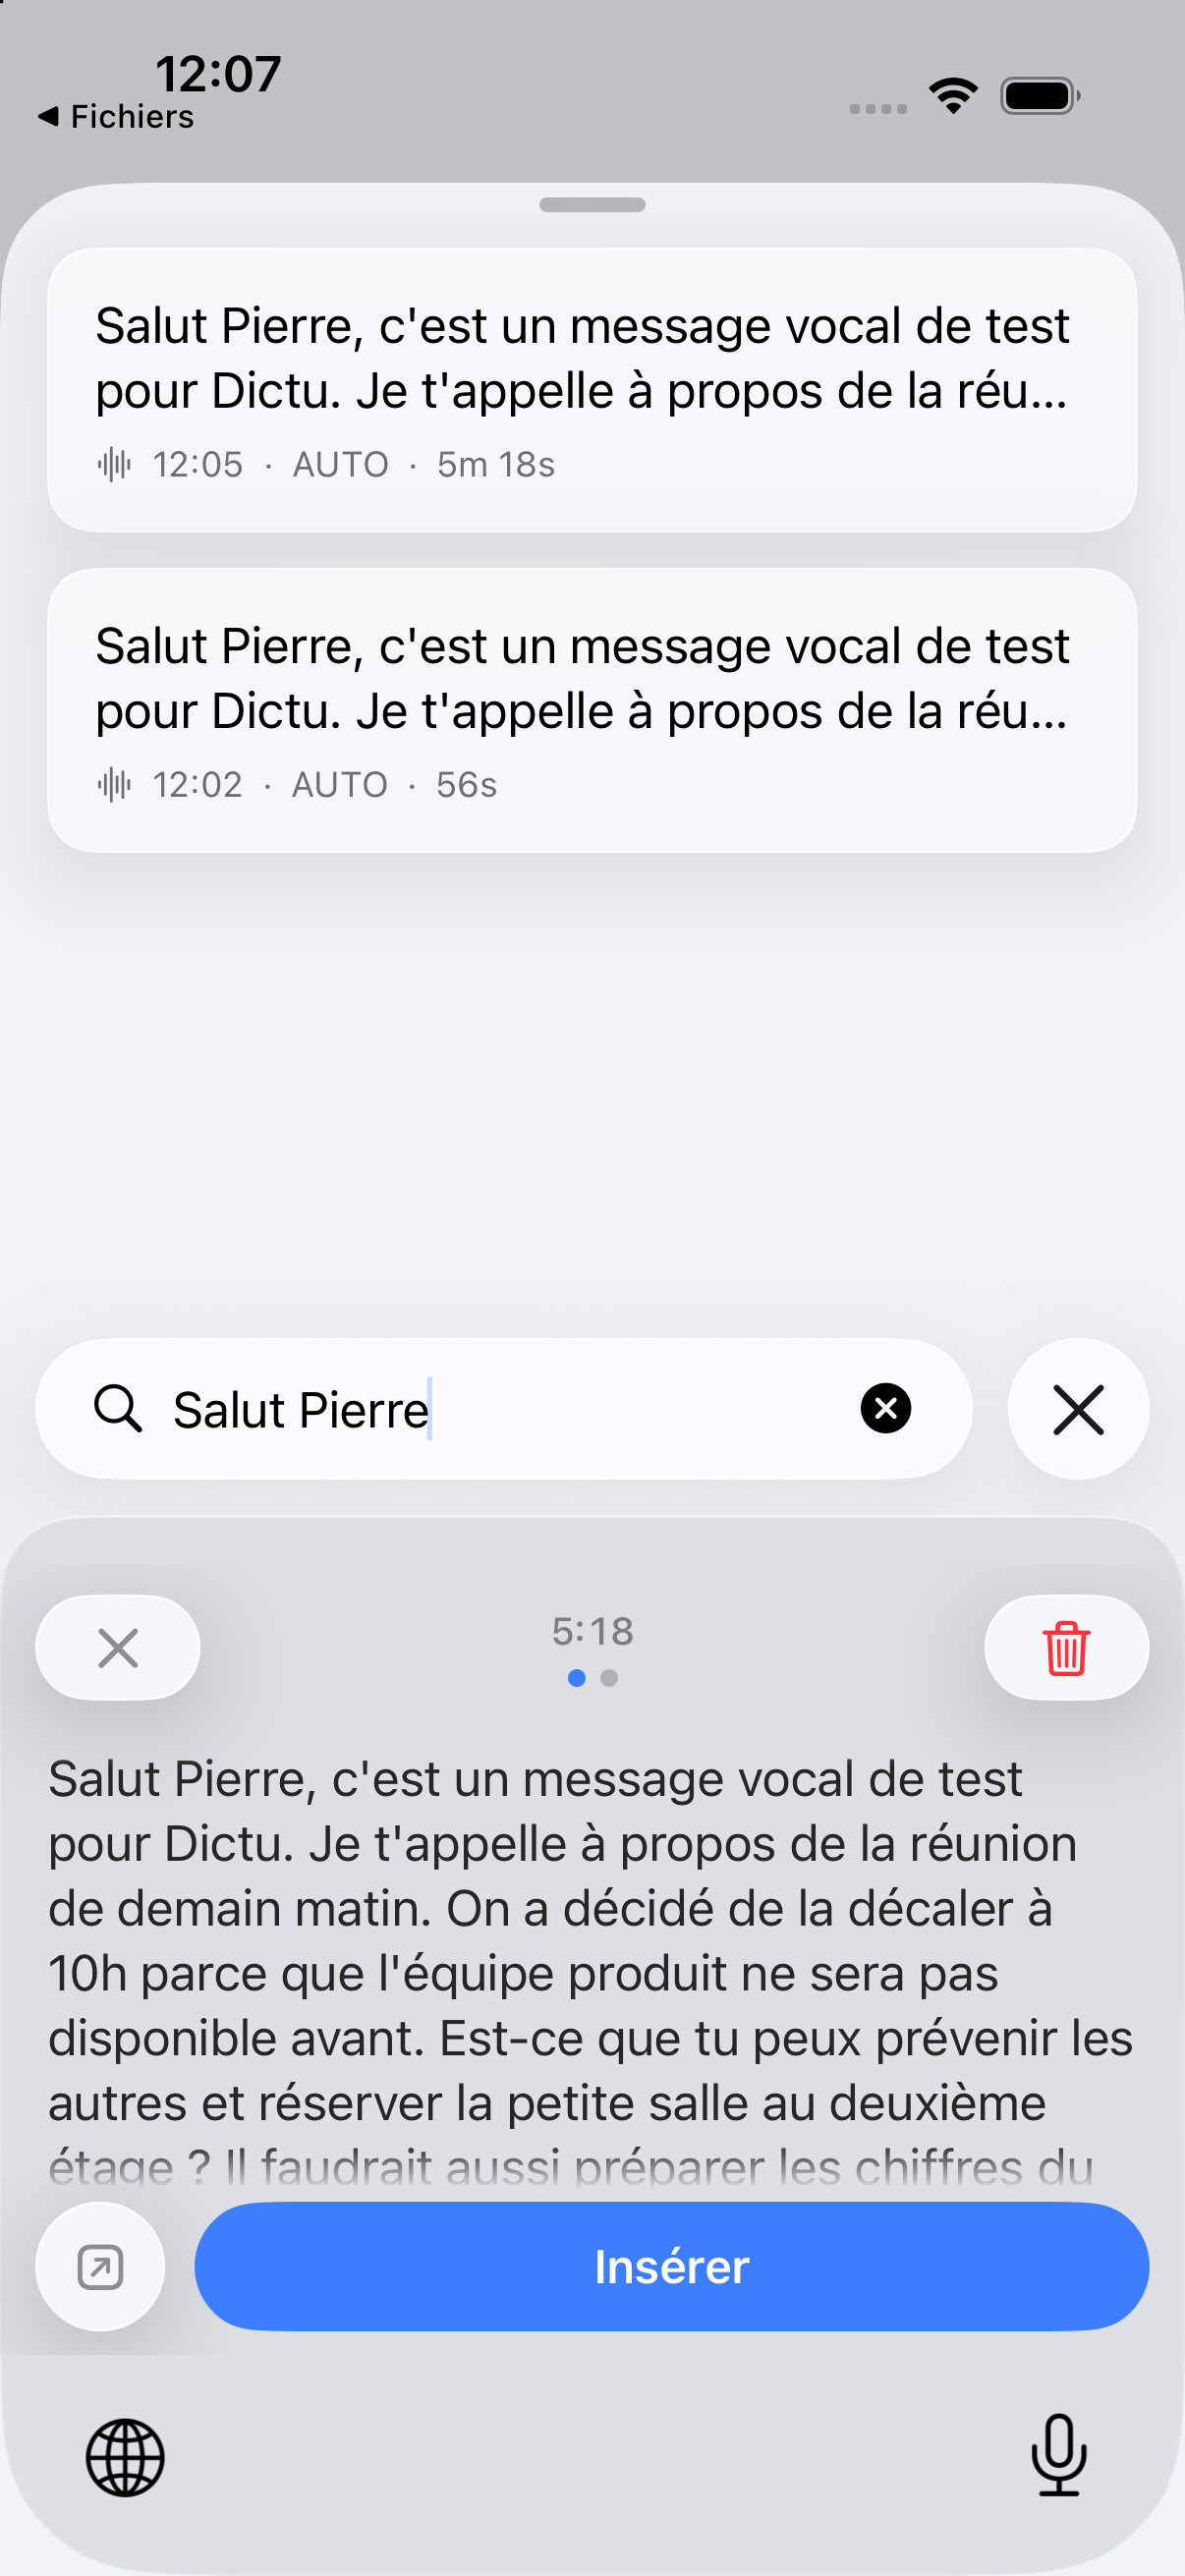 12:07
◀ Fichiers
Salut Pierre, c'est un message vocal de test
pour Dictu. Je t'appelle à propos de la réu...
12:05 · AUTO · 5m 18s
Salut Pierre, c'est un message vocal de test
pour Dictu. Je t'appelle à propos de la réu...
12:02 · AUTO · 56s
Salut Pierre
5:18
Salut Pierre, c'est un message vocal de test
pour Dictu. Je t'appelle à propos de la réunion
de demain matin. On a décidé de la décaler à
10h parce que l'équipe produit ne sera pas
disponible avant. Est-ce que tu peux prévenir les
autres et réserver la petite salle au deuxième
étage ? Il faudrait aussi préparer les chiffres du
Insérer